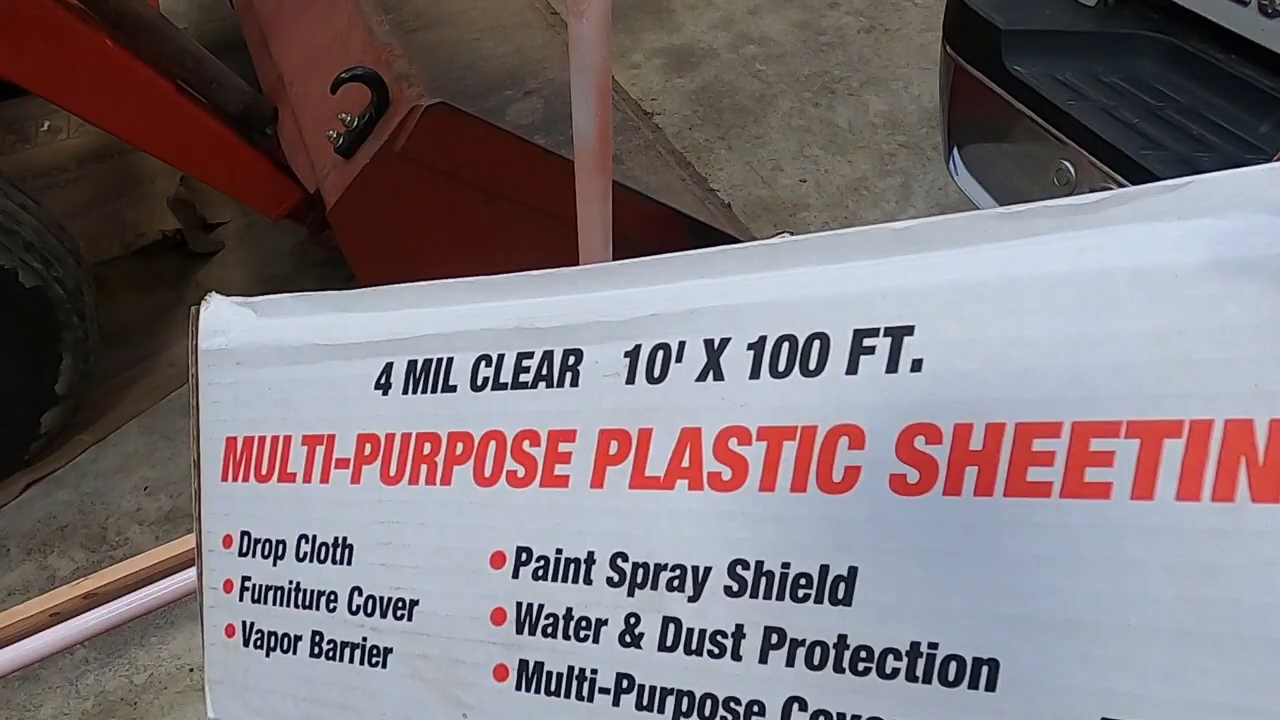 4 MIL CLEAR 10' X 100 FT.
MULTI-PURPOSE PLASTIC SHEETIN
• Drop Cloth
• Furniture Cover
• Vapor Barrier
• Paint Spray Shield
• Water & Dust Protection
• Multi-Purpose